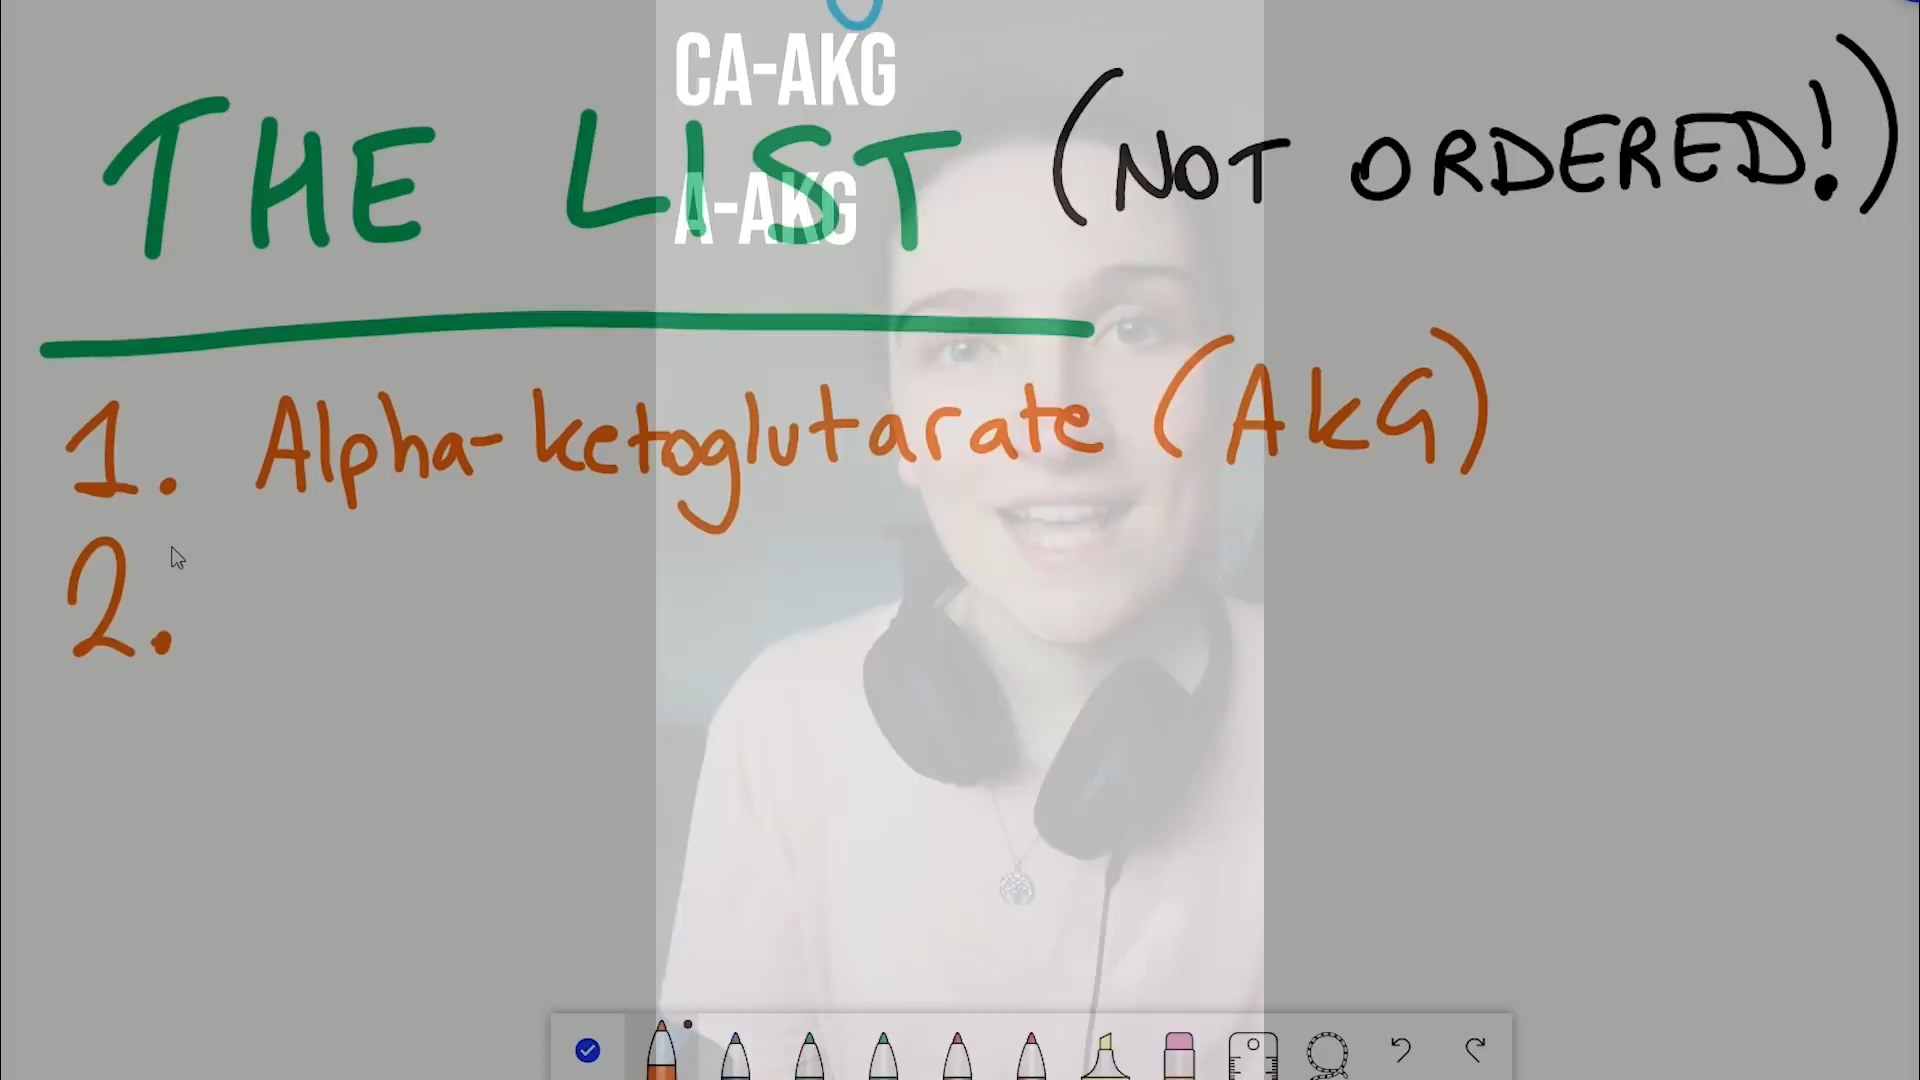 CA-AKG
THE LIST (NOT ORDERED!)
A-AKG
1. Alpha-ketoglutarate (AKG)
2.